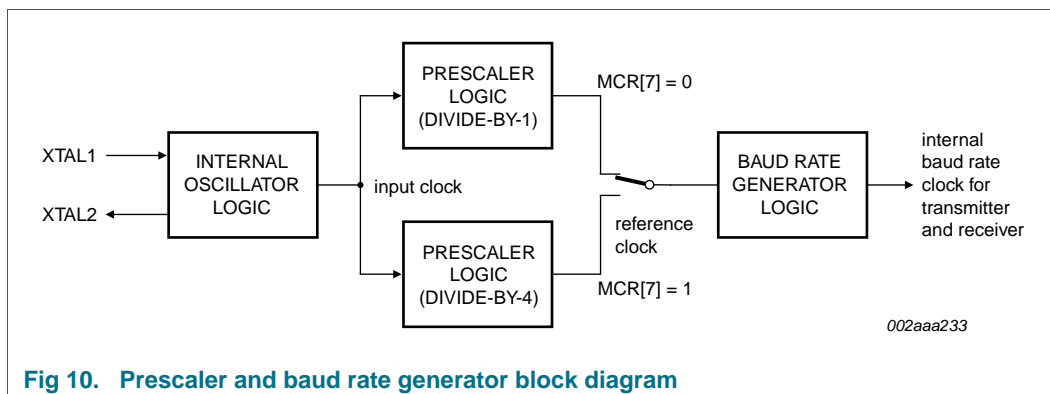 PRESCALER
LOGIC
(DIVIDE-BY-1)
MCR[7] = 0
XTAL1
XTAL2
INTERNAL
OSCILLATOR
LOGIC
input clock
BAUD RATE
GENERATOR
LOGIC
internal
baud rate
clock for
transmitter
and receiver
reference
clock
PRESCALER
LOGIC
(DIVIDE-BY-4)
MCR[7] = 1
002aaa233
Fig 10. Prescaler and baud rate generator block diagram